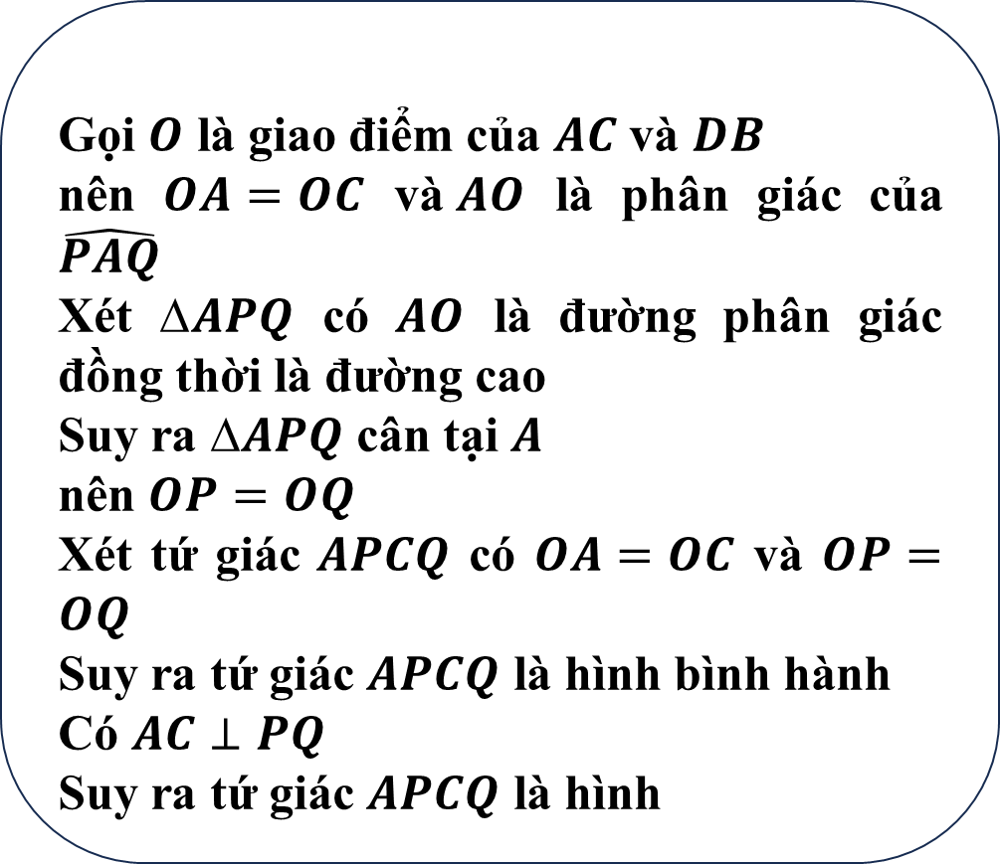 Gọi O là giao điểm của AC và DB
nên OA = OC và AO là phân giác của
\widehat{PAQ}
Xét ∆APQ có AO là đường phân giác
đồng thời là đường cao
Suy ra ∆APQ cân tại A
nên OP = OQ
Xét tứ giác APCQ có OA = OC và OP =
OQ
Suy ra tứ giác APCQ là hình bình hành
Có AC ⊥ PQ
Suy ra tứ giác APCQ là hình